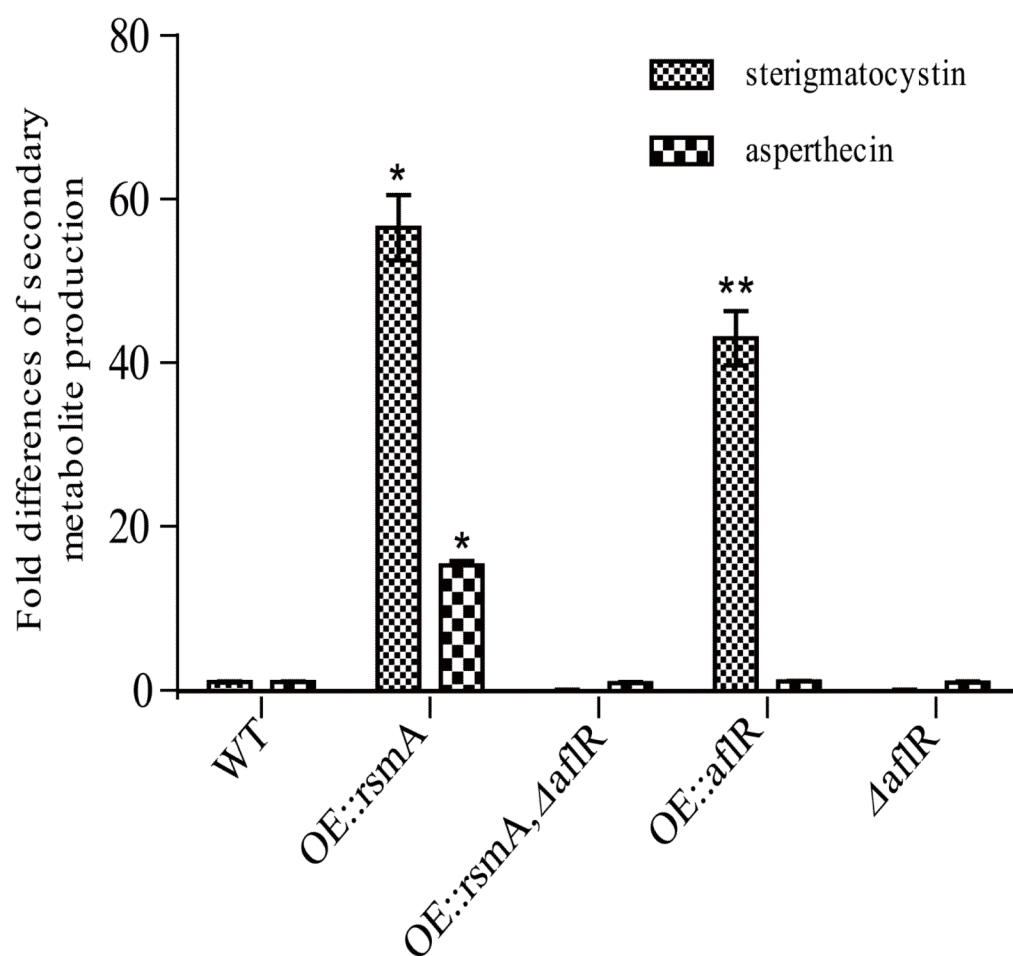 Fold differences of secondary
metabolite production
80
60
40
20
0
sterigmatocystin
asperthecin
*
*
**
WT
OE::rsmA
OE::rsmA, ΔaflR
OE::aflR
ΔaflR